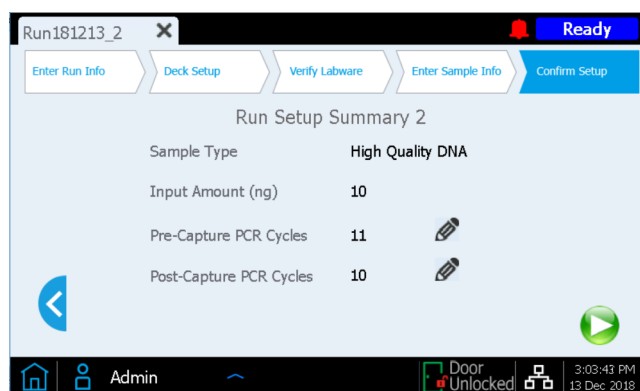 Run181213_2
Ready
Enter Run Info
Deck Setup
Verify Labware
Enter Sample Info
Confirm Setup
Run Setup Summary 2
Sample Type High Quality DNA
Input Amount (ng) 10
Pre-Capture PCR Cycles 11
Post-Capture PCR Cycles 10
Admin
Door
Unlocked
3:03:43 PM
13 Dec 2018